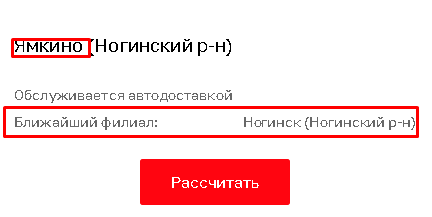 Ямкино (Ногинский р-н)
Обслуживается автодоставкой
Ближайший филиал: Ногинск (Ногинский р-н)
Рассчитать